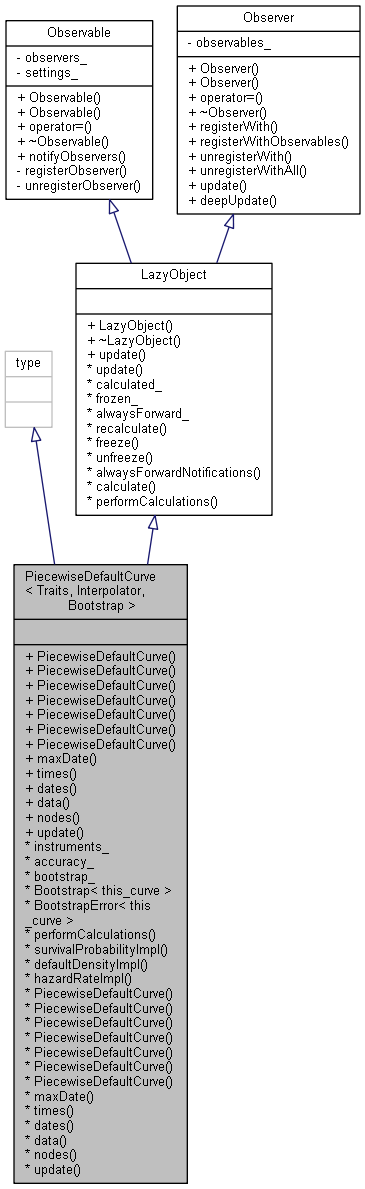 Observable
- observers_
- settings_
+ Observable()
+ Observable()
+ operator=()
+ ~Observable()
+ notifyObservers()
- registerObserver()
- unregisterObserver()
Observer
- observables_
+ Observer()
+ Observer()
+ operator=()
+ ~Observer()
+ registerWith()
+ registerWithObservables()
+ unregisterWith()
+ unregisterWithAll()
+ update()
+ deepUpdate()
LazyObject
+ LazyObject()
+ ~LazyObject()
+ update()
* update()
* calculated_
* frozen_
* alwaysForward_
* recalculate()
* freeze()
* unfreeze()
* alwaysForwardNotifications()
* calculate()
* performCalculations()
type
PiecewiseDefaultCurve
< Traits, Interpolator,
Bootstrap >
+ PiecewiseDefaultCurve()
+ PiecewiseDefaultCurve()
+ PiecewiseDefaultCurve()
+ PiecewiseDefaultCurve()
+ PiecewiseDefaultCurve()
+ PiecewiseDefaultCurve()
+ PiecewiseDefaultCurve()
+ maxDate()
+ times()
+ dates()
+ data()
+ nodes()
+ update()
* instruments_
* accuracy_
* bootstrap_
* Bootstrap< this_curve >
* BootstrapError< this
_curve >
* performCalculations()
* survivalProbabilityImpl()
* defaultDensityImpl()
* hazardRateImpl()
* PiecewiseDefaultCurve()
* PiecewiseDefaultCurve()
* PiecewiseDefaultCurve()
* PiecewiseDefaultCurve()
* PiecewiseDefaultCurve()
* PiecewiseDefaultCurve()
* PiecewiseDefaultCurve()
* maxDate()
* times()
* dates()
* data()
* nodes()
* update()